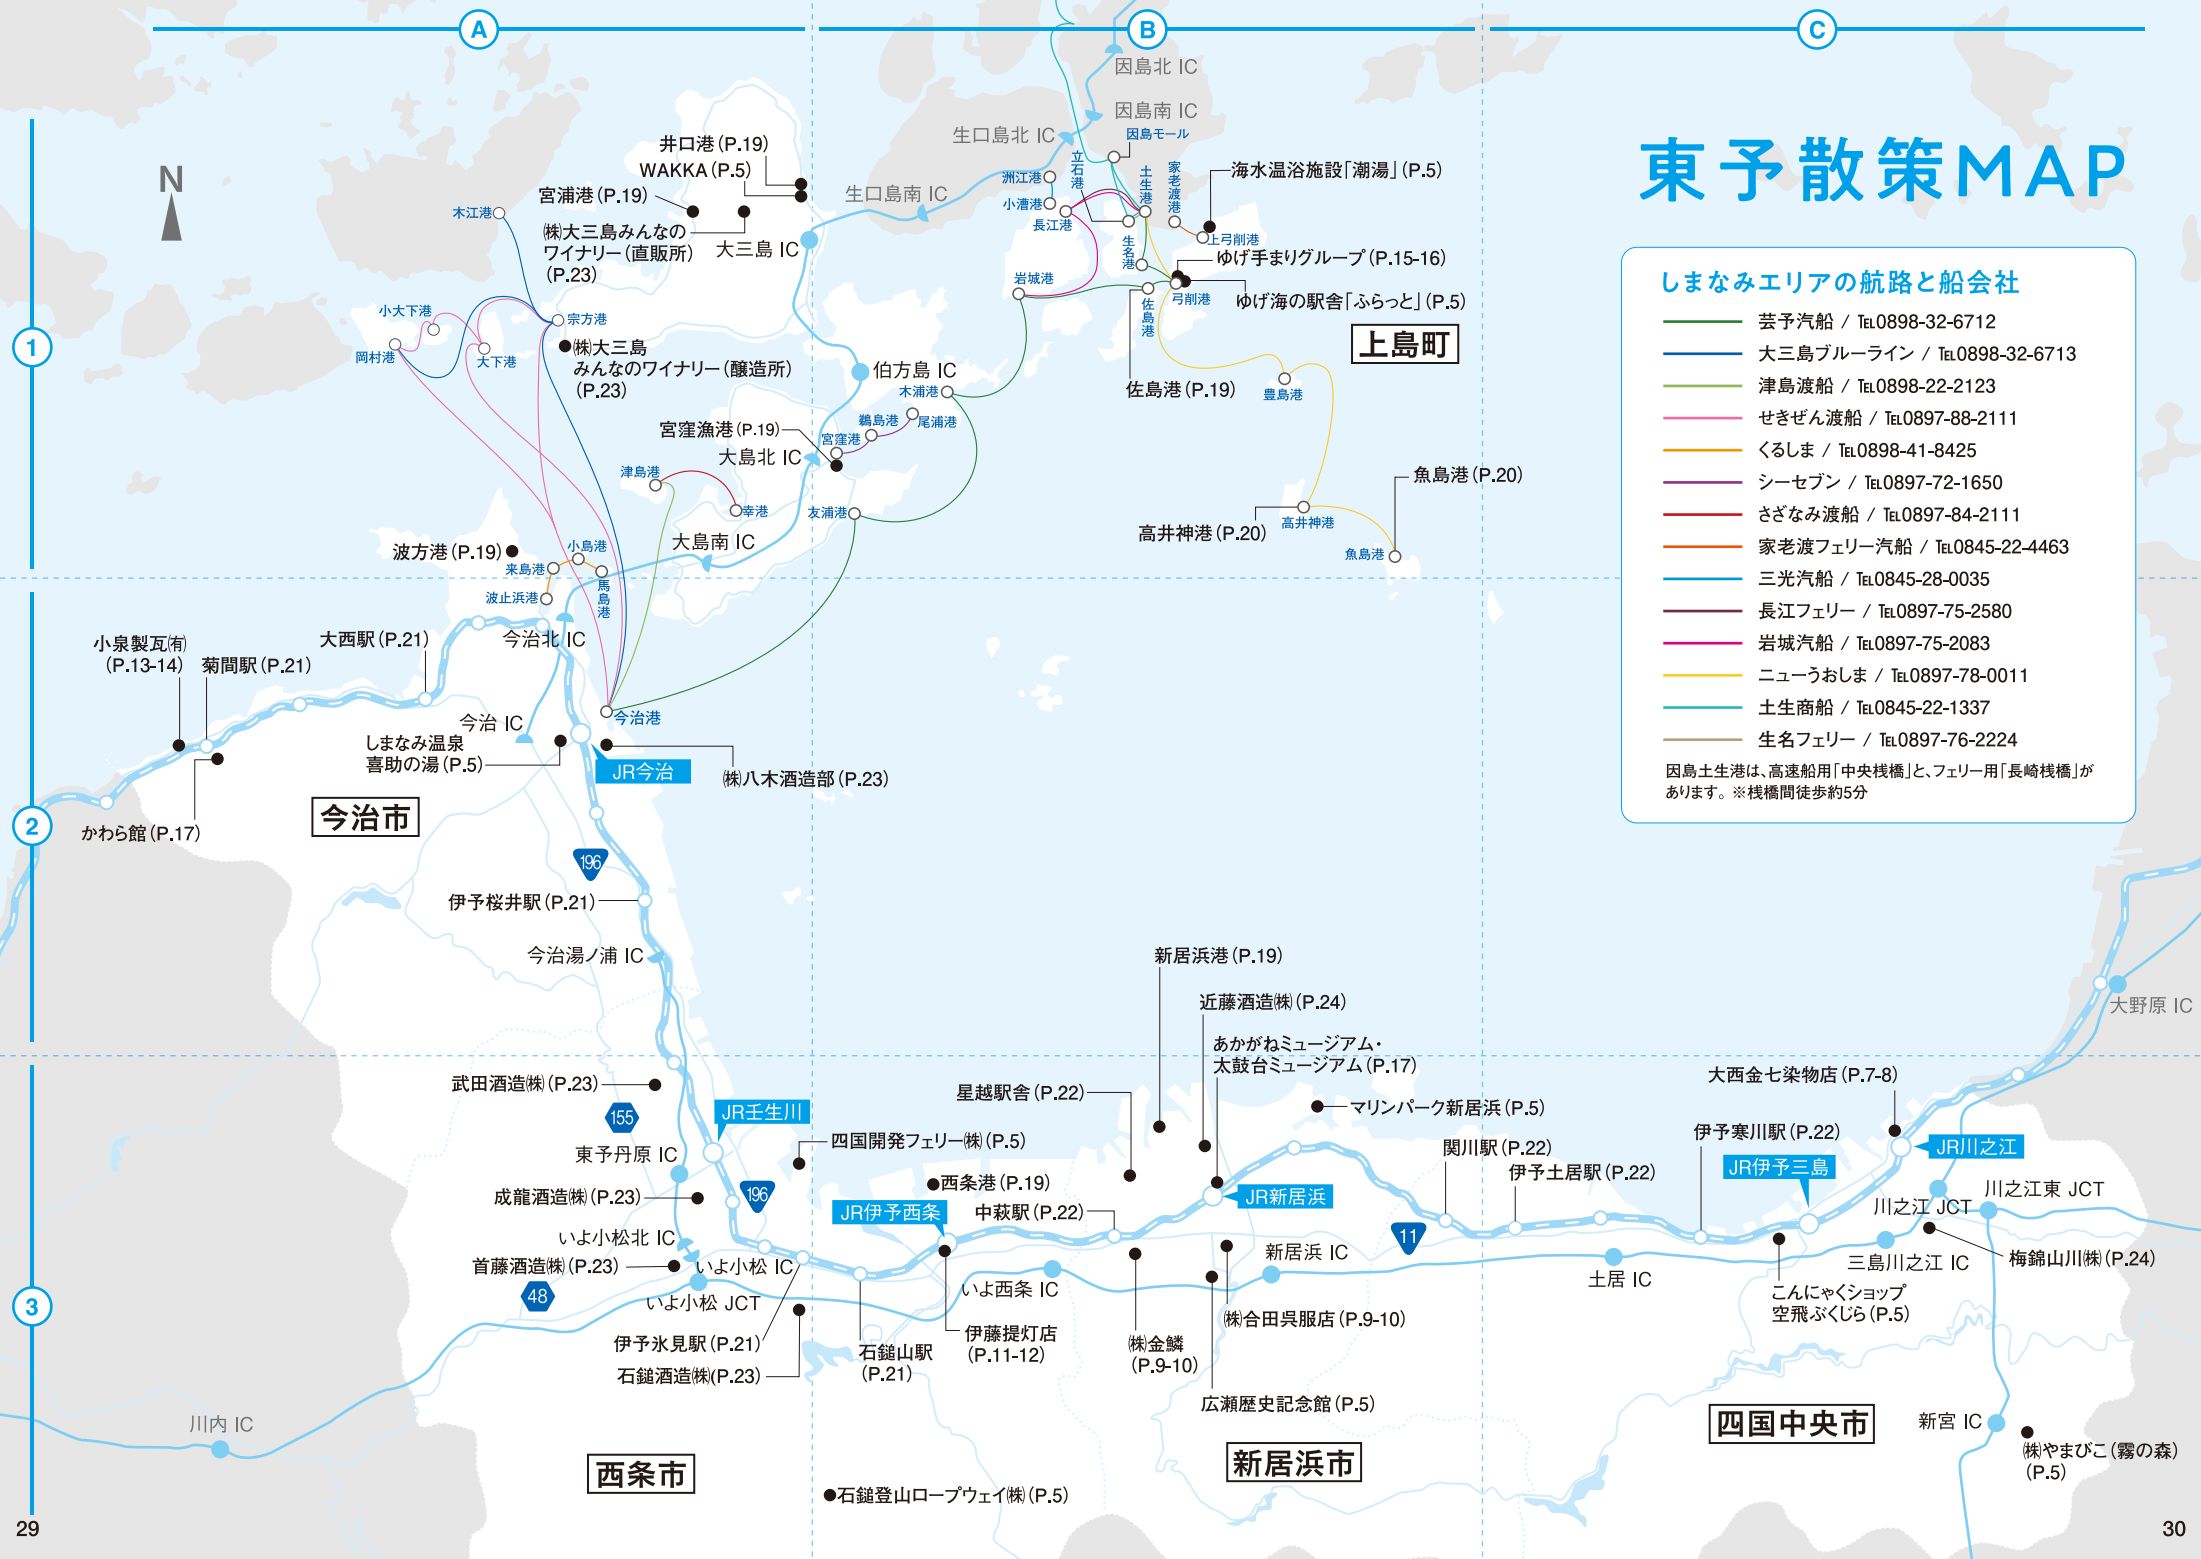 A
B
C
1
2
3
N
東予散策MAP
しまなみエリアの航路と船会社
芸予汽船 / TEL0898-32-6712
大三島ブルーライン / TEL0898-32-6713
津島渡船 / TEL0898-22-2123
せきぜん渡船 / TEL0897-88-2111
くるしま / TEL0898-41-8425
シーセブン / TEL0897-72-1650
さざなみ渡船 / TEL0897-84-2111
家老渡フェリー汽船 / TEL0845-22-4463
三光汽船 / TEL0845-28-0035
長江フェリー / TEL0897-75-2580
岩城汽船 / TEL0897-75-2083
ニューうおしま / TEL0897-78-0011
土生商船 / TEL0845-22-1337
生名フェリー / TEL0897-76-2224
因島土生港は、高速船用「中央桟橋」と、フェリー用「長崎桟橋」が
あります。※桟橋間徒歩約5分
因島北 IC
因島南 IC
生口島北 IC
因島モール
生口島南 IC
洲江港
小漕港
長江港
立石港
土生港
家老渡港
海水温浴施設「潮湯」(P.5)
上弓削港
生名港
ゆげ手まりグループ(P.15-16)
弓削港
ゆげ海の駅舎「ふらっと」(P.5)
佐島港
岩城港
上島町
佐島港(P.19)
豊島港
魚島港(P.20)
高井神港(P.20)
高井神港
魚島港
井口港(P.19)
WAKKA(P.5)
宮浦港(P.19)
㈱大三島みんなの
ワイナリー(直販所)
(P.23)
大三島 IC
木江港
小大下港
岡村港
大下港
宗方港
㈱大三島
みんなのワイナリー(醸造所)
(P.23)
伯方島 IC
木浦港
尾浦港
鵜島港
宮窪港
宮窪漁港(P.19)
大島北 IC
津島港
幸港
友浦港
大島南 IC
波方港(P.19)
小島港
来島港
馬島港
波止浜港
今治北 IC
大西駅(P.21)
小泉製瓦㈲
(P.13-14)
菊間駅(P.21)
今治 IC
今治港
しまなみ温泉
喜助の湯(P.5)
JR今治
㈱八木酒造部(P.23)
かわら館(P.17)
今治市
196
伊予桜井駅(P.21)
今治湯ノ浦 IC
新居浜港(P.19)
近藤酒造㈱(P.24)
あかがねミュージアム・
太鼓台ミュージアム(P.17)
大野原 IC
武田酒造㈱(P.23)
155
JR壬生川
東予丹原 IC
四国開発フェリー㈱(P.5)
星越駅舎(P.22)
マリンパーク新居浜(P.5)
大西金七染物店(P.7-8)
関川駅(P.22)
伊予寒川駅(P.22)
伊予土居駅(P.22)
JR伊予三島
JR川之江
成龍酒造㈱(P.23)
196
西条港(P.19)
JR伊予西条
中萩駅(P.22)
JR新居浜
川之江 JCT
川之江東 JCT
いよ小松北 IC
首藤酒造㈱(P.23)
いよ小松 IC
48
いよ小松 JCT
いよ西条 IC
新居浜 IC
11
土居 IC
三島川之江 IC
梅錦山川㈱(P.24)
こんにゃくショップ
空飛ぶくじら(P.5)
伊予氷見駅(P.21)
石鎚酒造㈱(P.23)
石鎚山駅
(P.21)
伊藤提灯店
(P.11-12)
㈱金鱗
(P.9-10)
㈱合田呉服店(P.9-10)
広瀬歴史記念館(P.5)
川内 IC
西条市
新居浜市
四国中央市
新宮 IC
㈱やまびこ(霧の森)
(P.5)
石鎚登山ロープウェイ㈱(P.5)
29
30